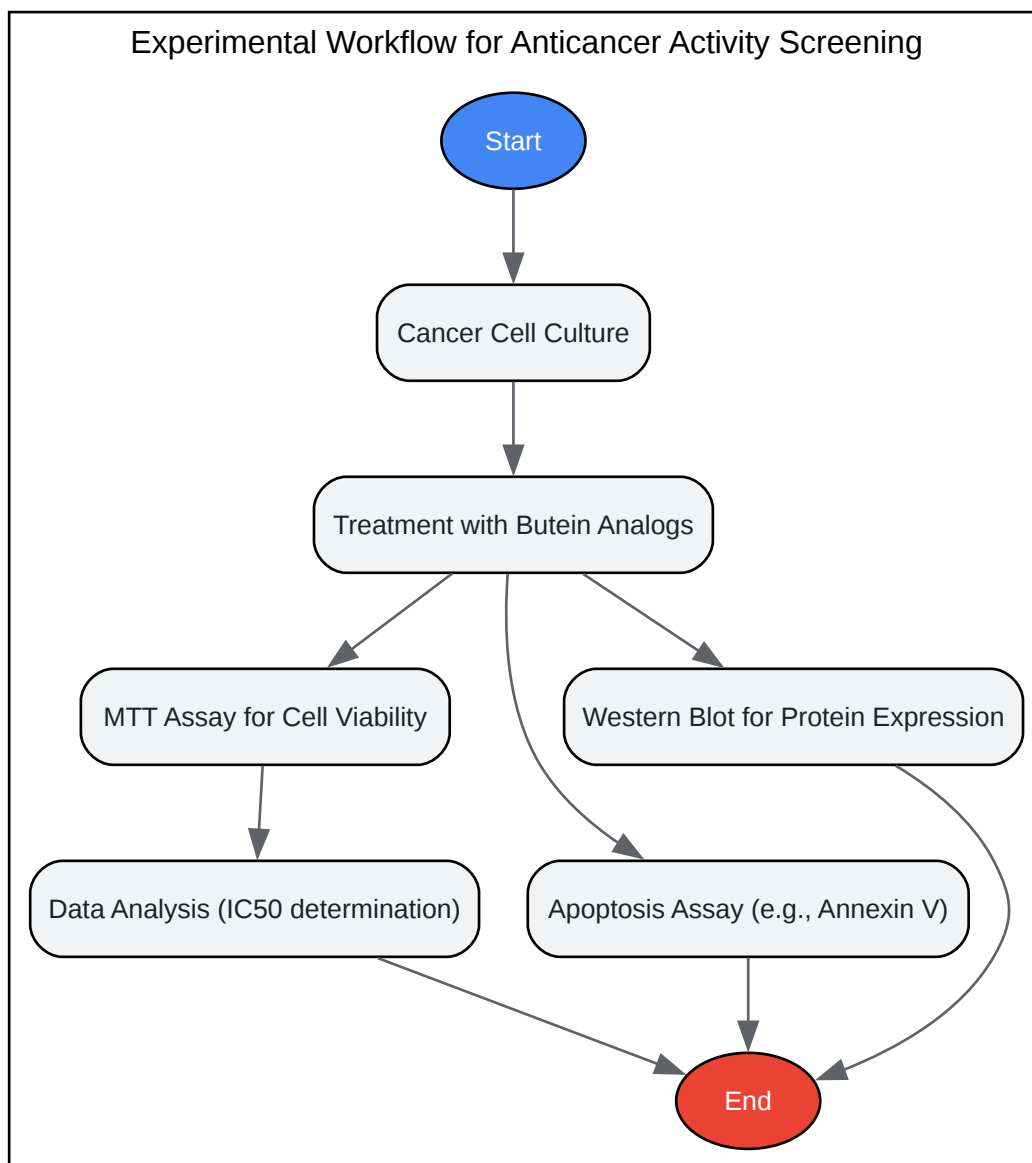 Experimental Workflow for Anticancer Activity Screening
Start
Cancer Cell Culture
Treatment with Butein Analogs
MTT Assay for Cell Viability
Western Blot for Protein Expression
Data Analysis (IC50 determination)
Apoptosis Assay (e.g., Annexin V)
End